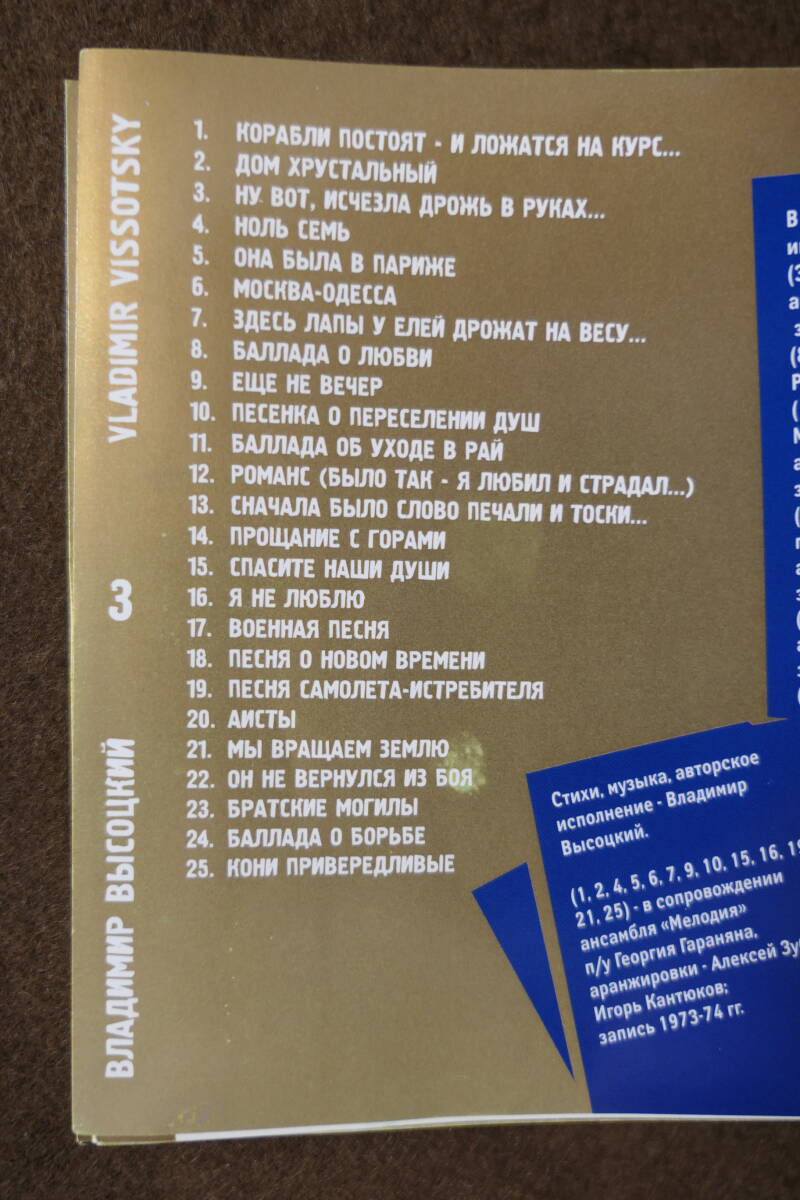 VLADIMIR VISSOTSKY
3
ВЛАДИМИР ВЫСОЦКИЙ
1. КОРАБЛИ ПОСТОЯТ - И ЛОЖАТСЯ НА КУРС...
2. ДОМ ХРУСТАЛЬНЫЙ
3. НУ ВОТ, ИСЧЕЗЛА ДРОЖЬ В РУКАХ...
4. НОЛЬ СЕМЬ
5. ОНА БЫЛА В ПАРИЖЕ
6. МОСКВА-ОДЕССА
7. ЗДЕСЬ ЛАПЫ У ЕЛЕЙ ДРОЖАТ НА ВЕСУ...
8. БАЛЛАДА О ЛЮБВИ
9. ЕЩЕ НЕ ВЕЧЕР
10. ПЕСЕНКА О ПЕРЕСЕЛЕНИИ ДУШ
11. БАЛЛАДА ОБ УХОДЕ В РАЙ
12. РОМАНС (БЫЛО ТАК - Я ЛЮБИЛ И СТРАДАЛ...)
13. СНАЧАЛА БЫЛО СЛОВО ПЕЧАЛИ И ТОСКИ...
14. ПРОЩАНИЕ С ГОРАМИ
15. СПАСИТЕ НАШИ ДУШИ
16. Я НЕ ЛЮБЛЮ
17. ВОЕННАЯ ПЕСНЯ
18. ПЕСНЯ О НОВОМ ВРЕМЕНИ
19. ПЕСНЯ САМОЛЕТА-ИСТРЕБИТЕЛЯ
20. АИСТЫ
21. МЫ ВРАЩАЕМ ЗЕМЛЮ
22. ОН НЕ ВЕРНУЛСЯ ИЗ БОЯ
23. БРАТСКИЕ МОГИЛЫ
24. БАЛЛАДА О БОРЬБЕ
25. КОНИ ПРИВЕРЕДЛИВЫЕ
Стихи, музыка, авторское
исполнение - Владимир
Высоцкий.
(1, 2, 4, 5, 6, 7, 9, 10, 15, 16, 19
21, 25) - в сопровождении
ансамбля «Мелодия»
п/у Георгия Гараняна,
аранжировки - Алексей Зу
Игорь Кантюков;
запись 1973-74 гг.